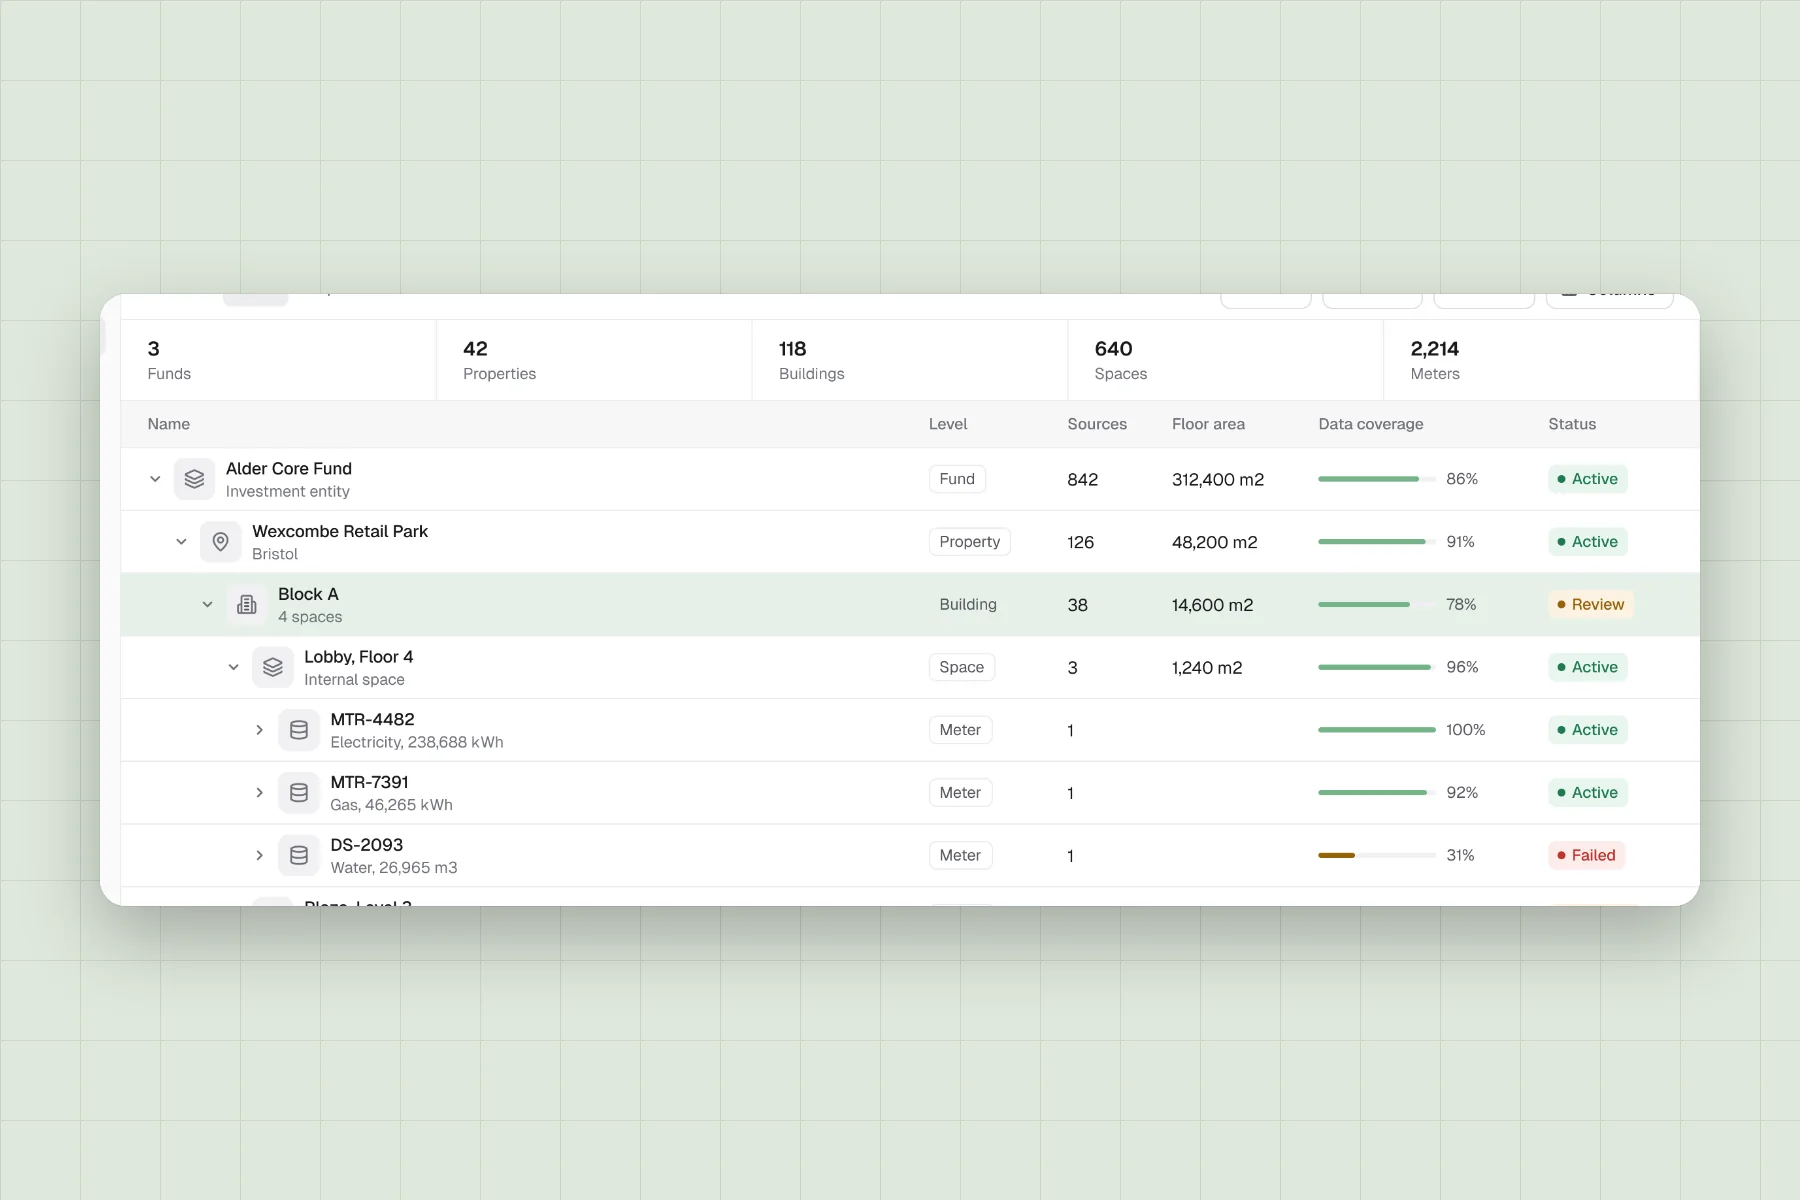 3
Funds
42
Properties
118
Buildings
640
Spaces
2,214
Meters
Name Level Sources Floor area Data coverage Status
Alder Core Fund
Investment entity
Fund 842 312,400 m2 86% Active
Wexcombe Retail Park
Bristol
Property 126 48,200 m2 91% Active
Block A
4 spaces
Building 38 14,600 m2 78% Review
Lobby, Floor 4
Internal space
Space 3 1,240 m2 96% Active
MTR-4482
Electricity, 238,688 kWh
Meter 1 100% Active
MTR-7391
Gas, 46,265 kWh
Meter 1 92% Active
DS-2093
Water, 26,965 m3
Meter 1 31% Failed